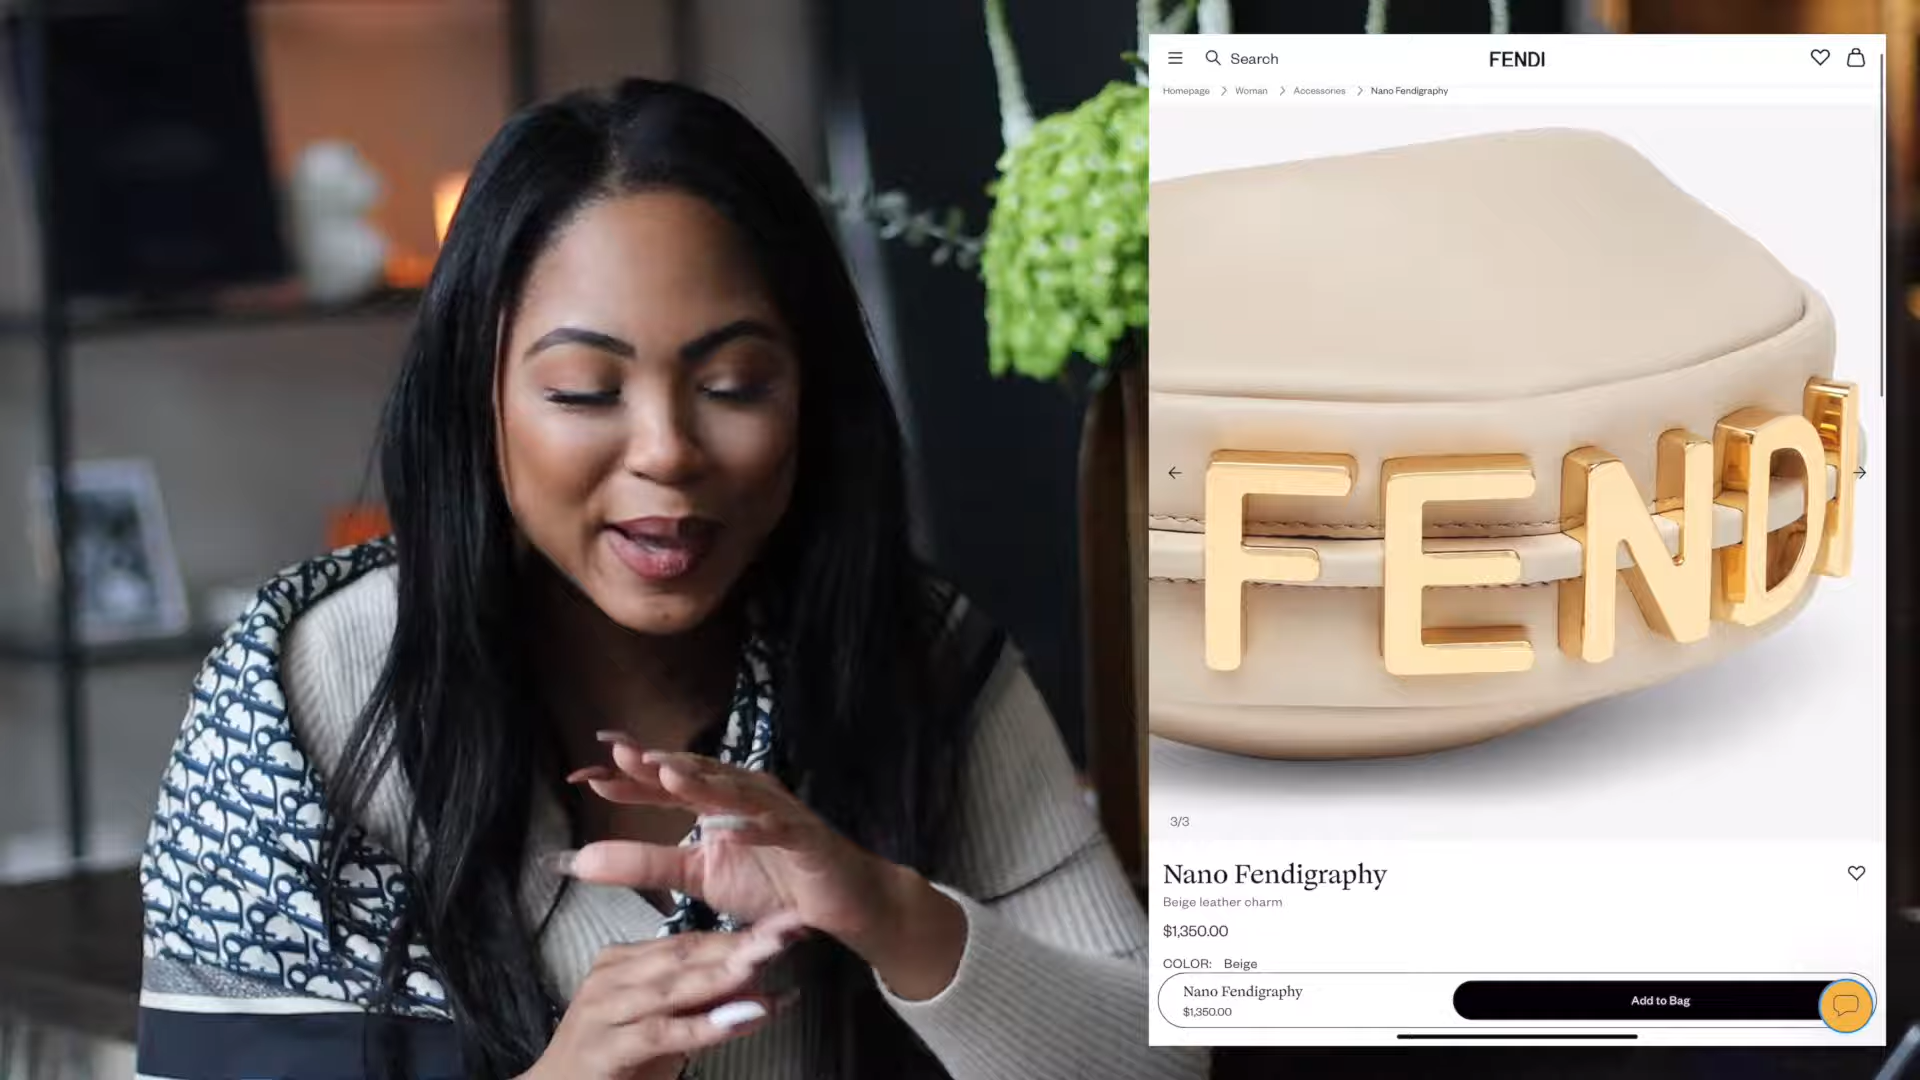 Search
FENDI
Homepage > Woman > Accessories > Nano Fendigraphy
FENDI
3/3
Nano Fendigraphy
Beige leather charm
$1,350.00
COLOR: Beige
Nano Fendigraphy
$1,350.00
Add to Bag